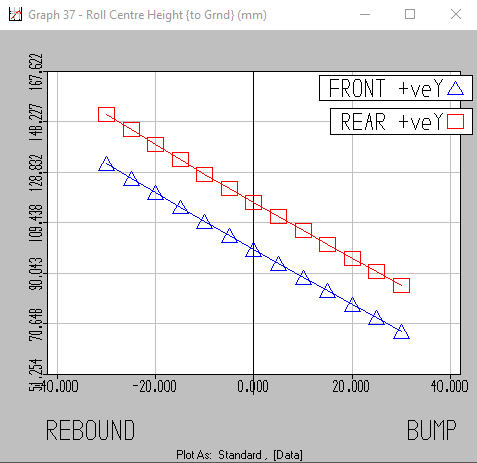 Graph 37 - Roll Centre Height {to Grnd} (mm)
167.622
FRONT +veY
REAR +veY
148.227
128.832
109.438
90.043
70.648
51.254
-40.000 -20.000 0.000 20.000 40.000
REBOUND BUMP
Plot As: Standard , [Data]